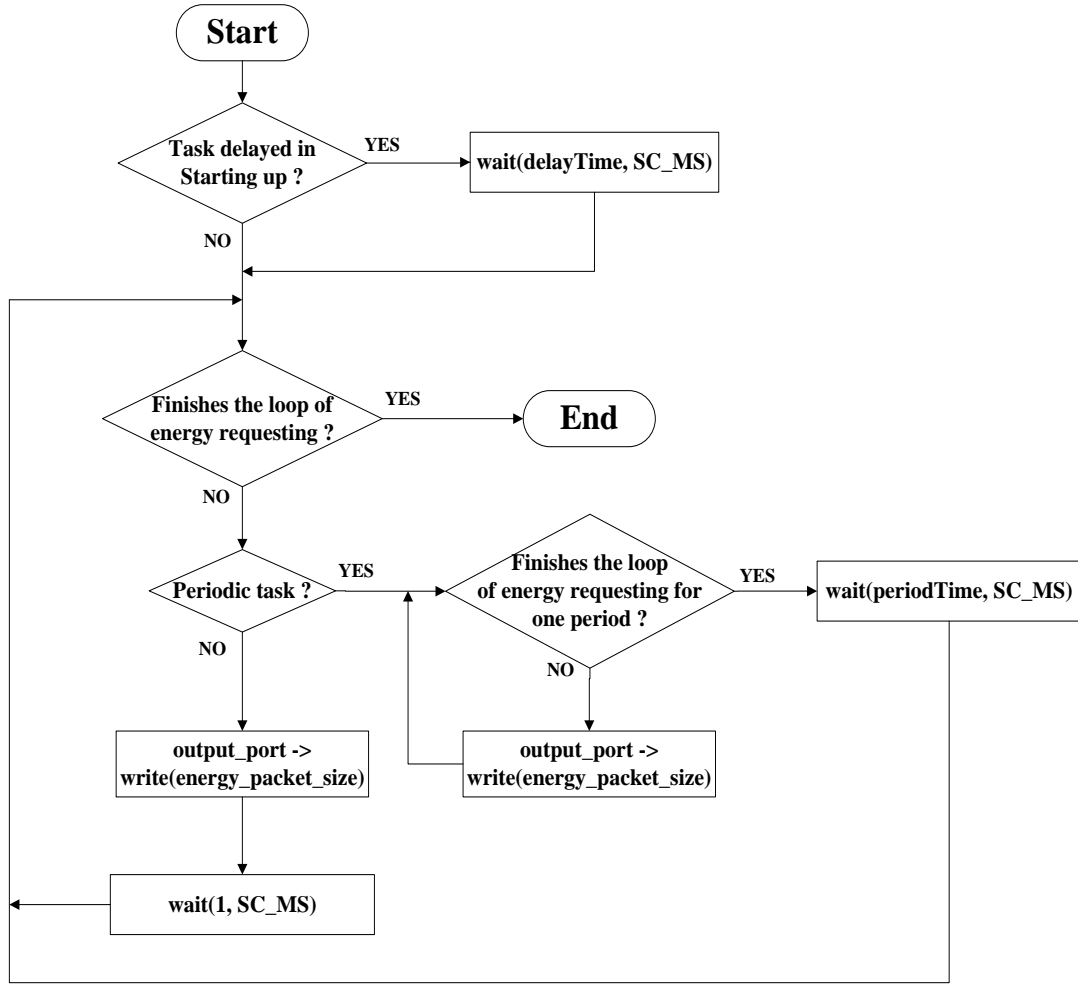 Start
Task delayed in
Starting up ?
YES
wait(delayTime, SC_MS)
NO
Finishes the loop of
energy requesting ?
YES
End
NO
Periodic task ?
YES
Finishes the loop
of energy requesting for
one period ?
YES
wait(periodTime, SC_MS)
NO
NO
output_port ->
write(energy_packet_size)
output_port ->
write(energy_packet_size)
wait(1, SC_MS)